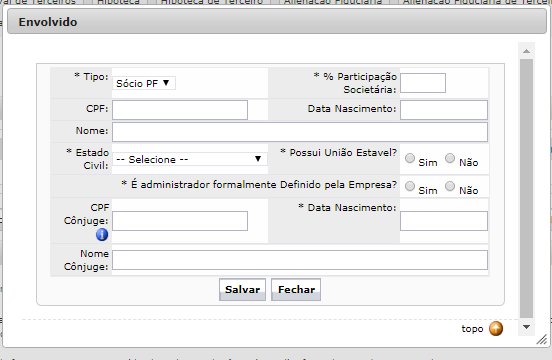 val de Terceiros Hipoteca Hipoteca de Terceiro Alienação Fiduciária Alienação Fiduciária de Terce
Envolvido
* Tipo: Sócio PF * % Participação
Societária:
CPF: Data Nascimento:
Nome:
* Estado
Civil: -- Selecione -- * Possui União Estavel? Sim Não
* É administrador formalmente Definido pela Empresa? Sim Não
CPF
Cônjuge: * Data Nascimento:
Nome
Cônjuge:
Salvar Fechar
topo